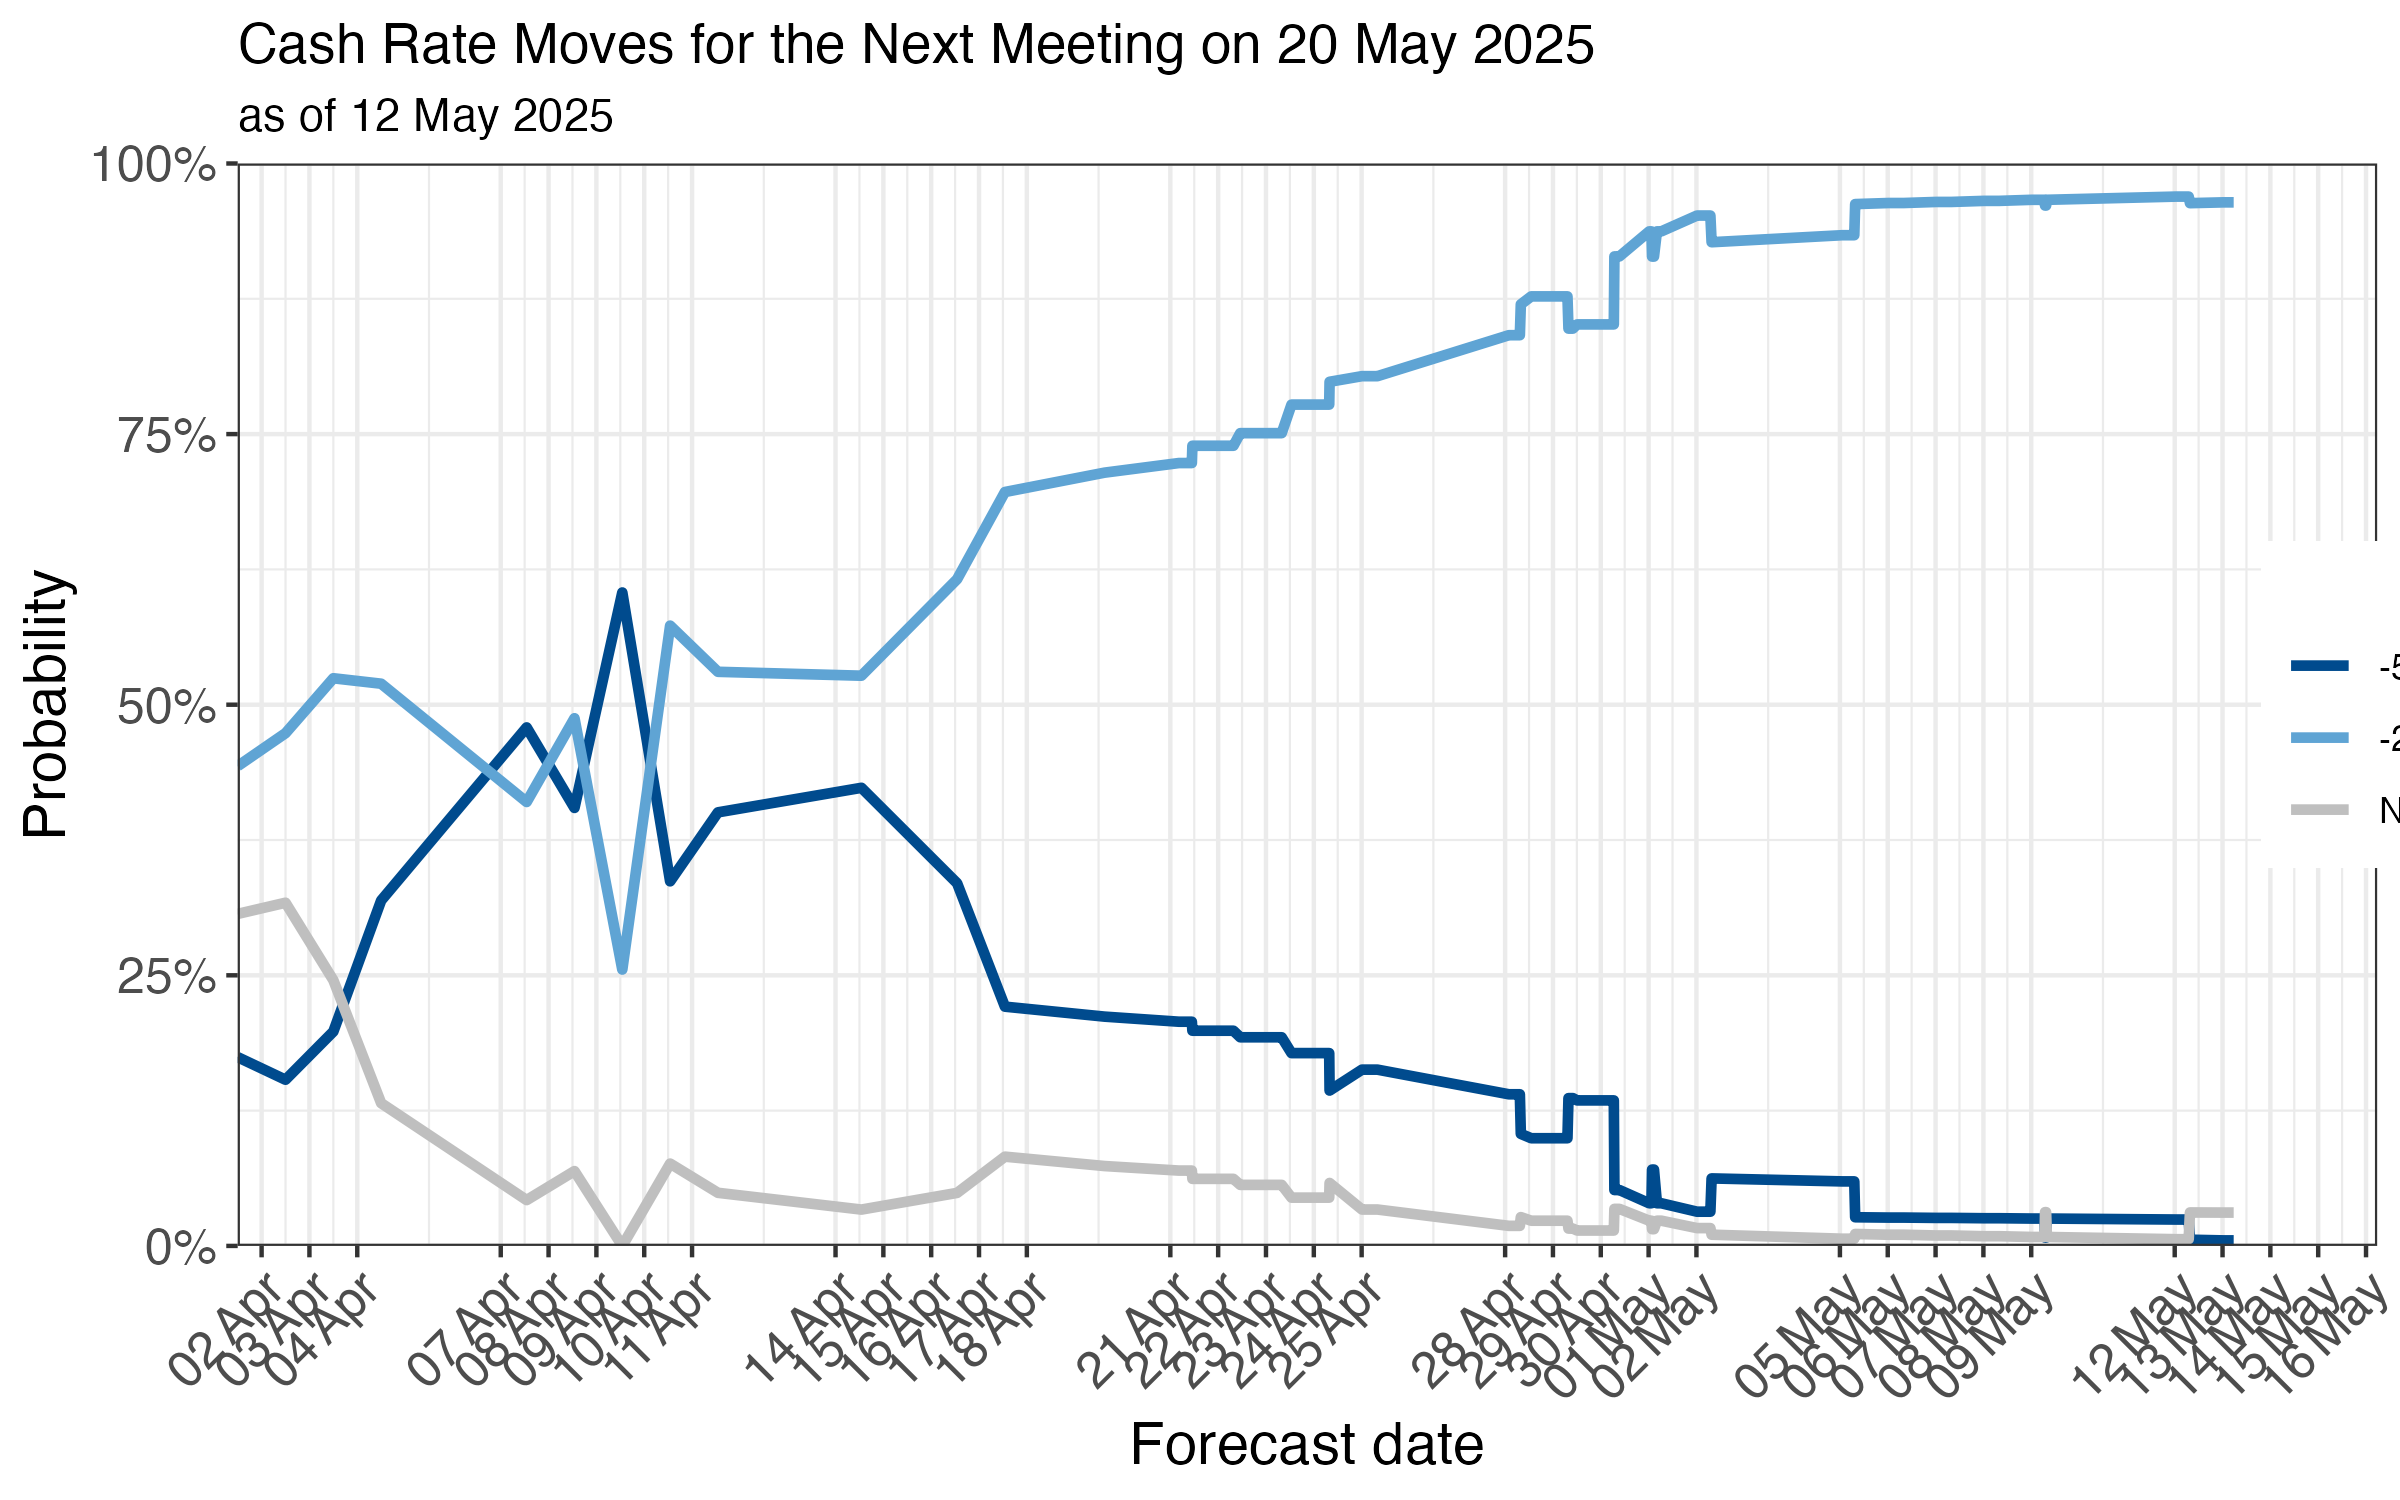 Cash Rate Moves for the Next Meeting on 20 May 2025
as of 12 May 2025
100%
75%
50%
25%
0%
Probability
-5
-2
N
02 Apr
03 Apr
04 Apr
07 Apr
08 Apr
09 Apr
10 Apr
11 Apr
14 Apr
15 Apr
16 Apr
17 Apr
18 Apr
21 Apr
22 Apr
23 Apr
24 Apr
25 Apr
28 Apr
29 Apr
30 Apr
01 May
02 May
05 May
06 May
07 May
08 May
09 May
12 May
13 May
14 May
15 May
16 May
Forecast date